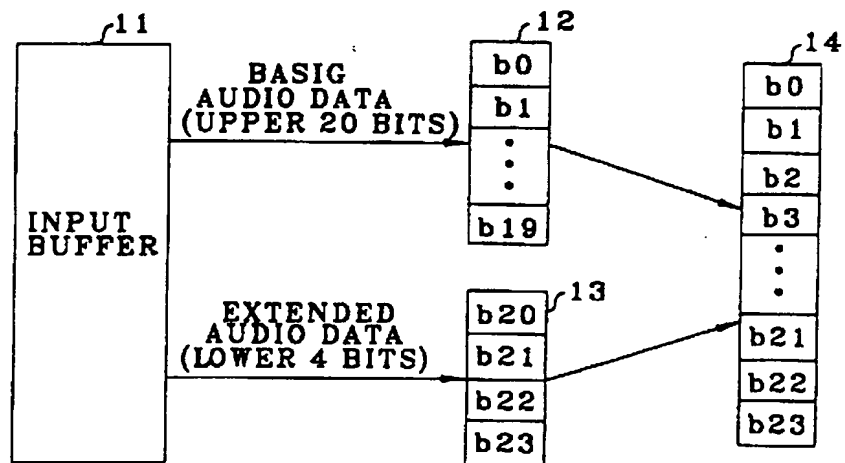 11
INPUT
BUFFER
BASIG
AUDIO DATA
(UPPER 20 BITS)
EXTENDED
AUDIO DATA
(LOWER 4 BITS)
12
b0
b1
b19
13
b20
b21
b22
b23
14
b0
b1
b2
b3
b21
b22
b23